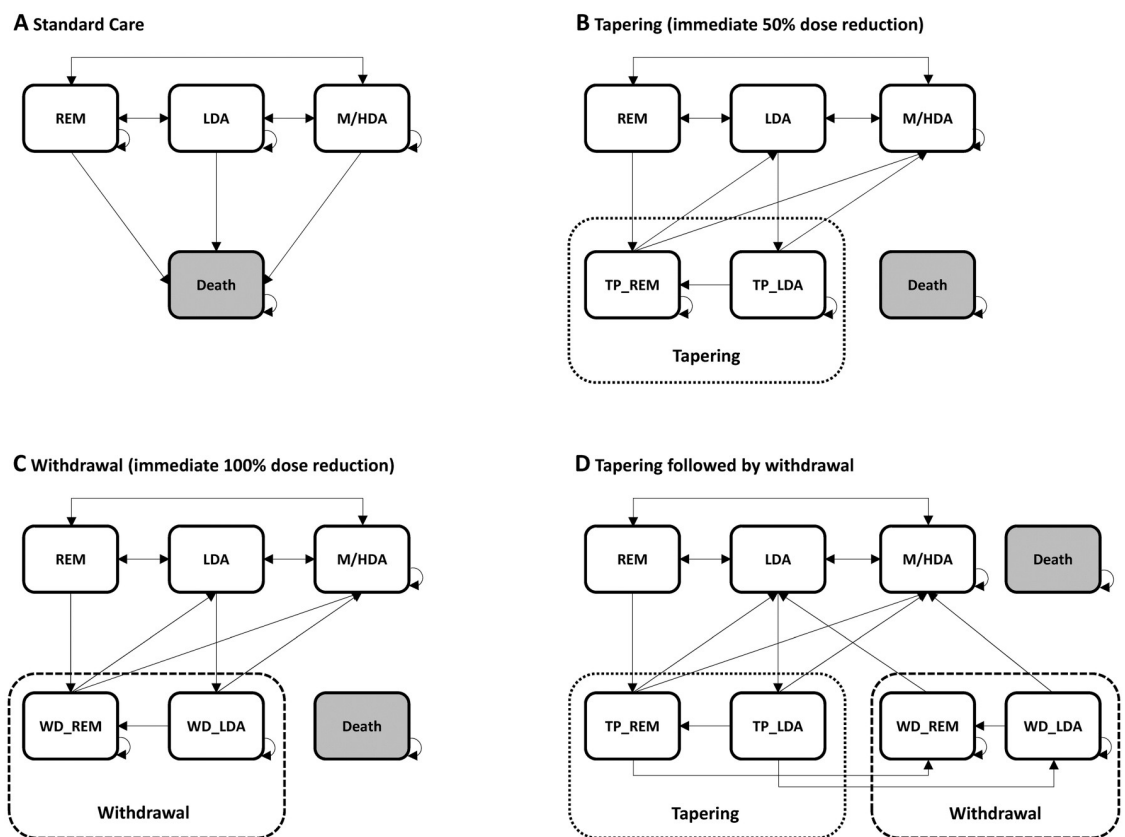 A Standard Care
REM
LDA
M/HDA
Death
B Tapering (immediate 50% dose reduction)
REM
LDA
M/HDA
TP_REM
TP_LDA
Death
Tapering
C Withdrawal (immediate 100% dose reduction)
REM
LDA
M/HDA
WD_REM
WD_LDA
Death
Withdrawal
D Tapering followed by withdrawal
REM
LDA
M/HDA
Death
TP_REM
TP_LDA
WD_REM
WD_LDA
Tapering
Withdrawal